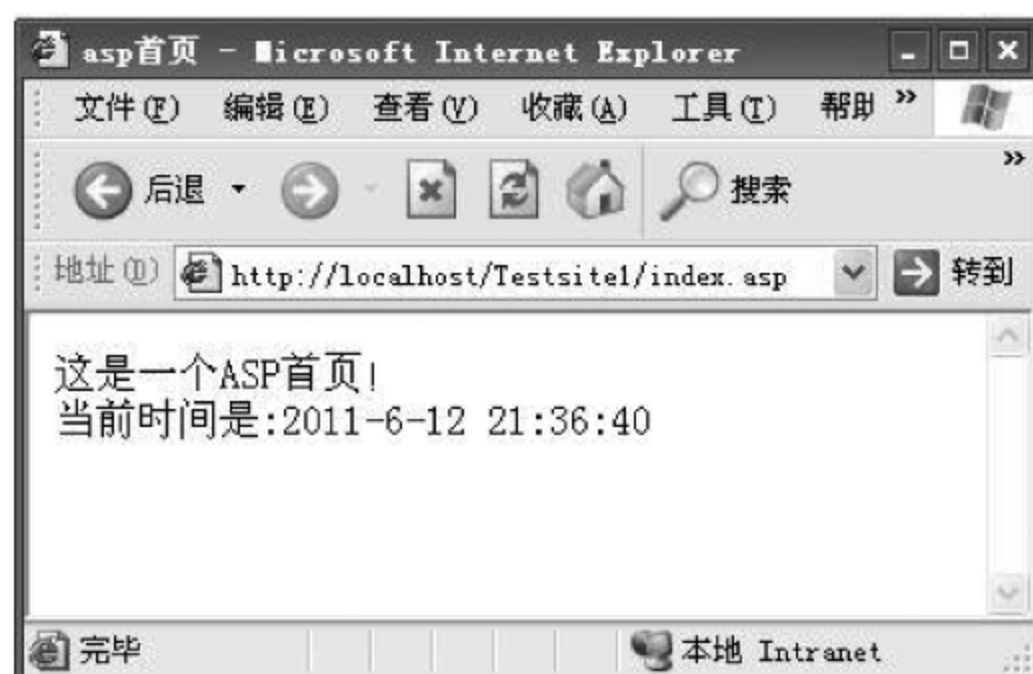 asp首页 - Microsoft Internet Explorer
文件(F) 编辑(E) 查看(V) 收藏(A) 工具(T) 帮助 »
后退 搜索 »
地址(D) http://localhost/Testsite1/index.asp 转到
这是一个ASP首页!
当前时间是:2011-6-12 21:36:40
完毕 本地 Intranet